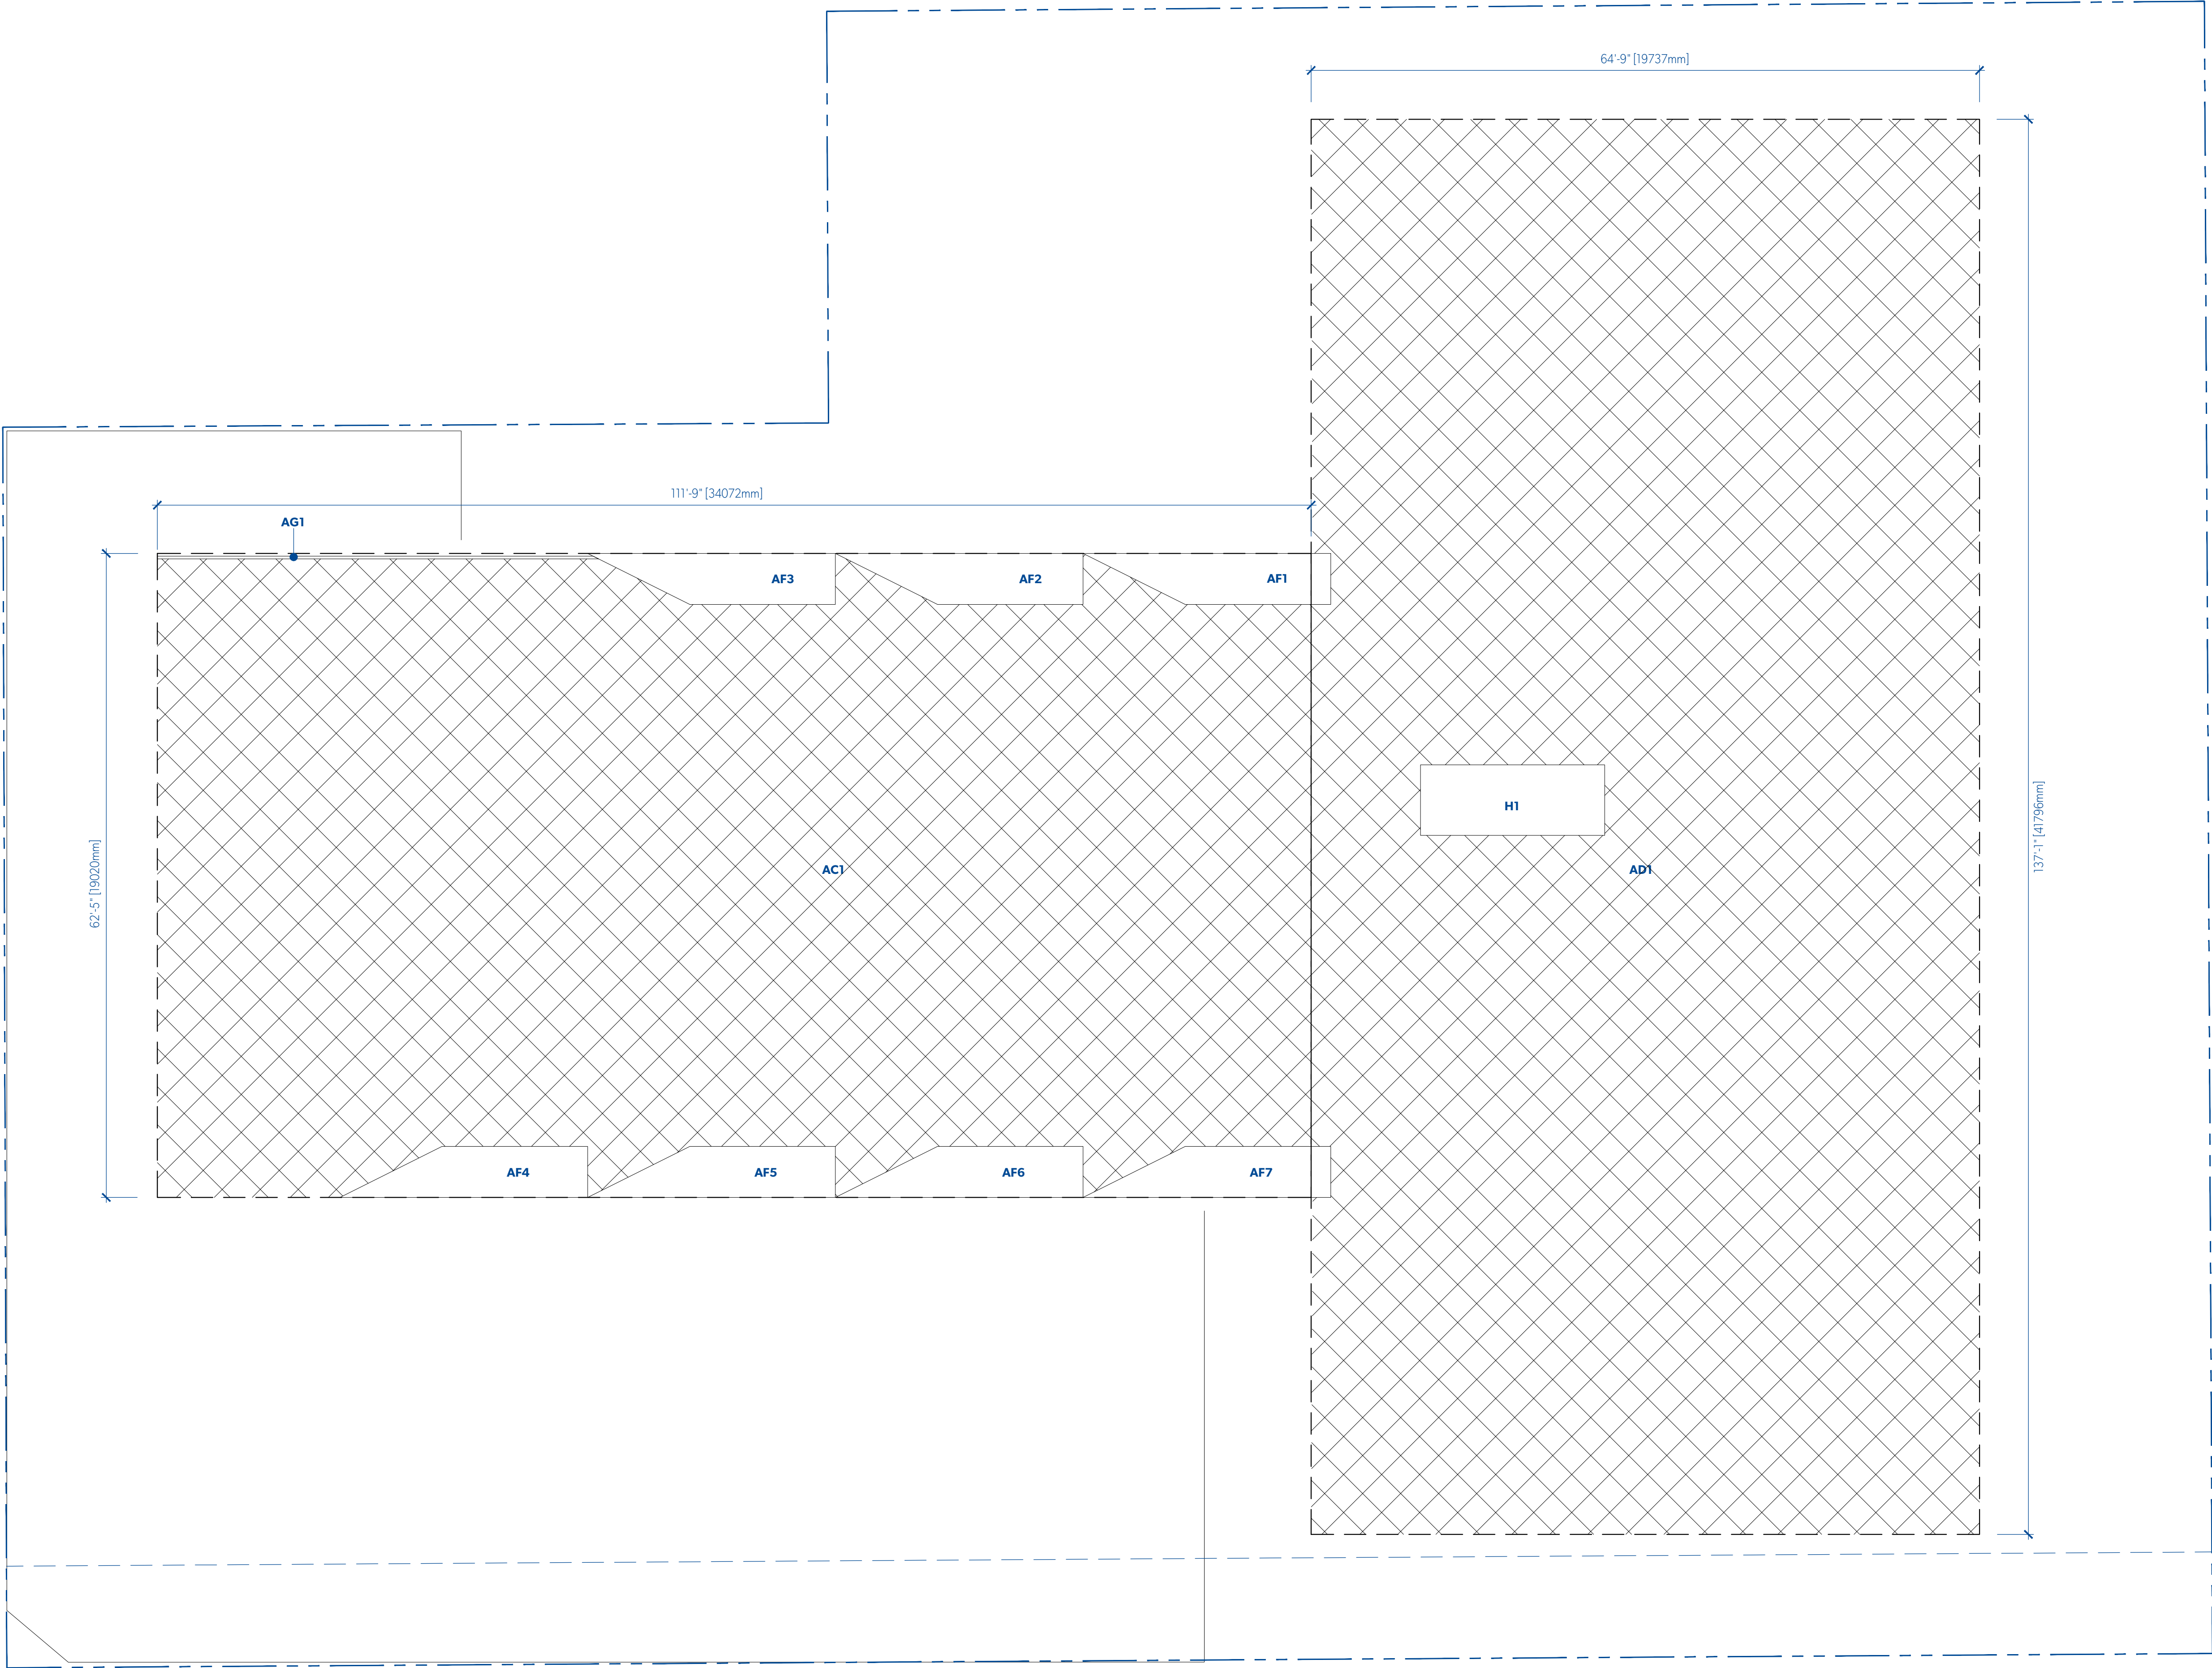 64'-9" [19737mm]
111'-9" [34072mm]
AG1
AF3
AF2
AF1
H1
AC1
AD1
62'-5" [19020mm]
137'-1" [41796mm]
AF4
AF5
AF6
AF7